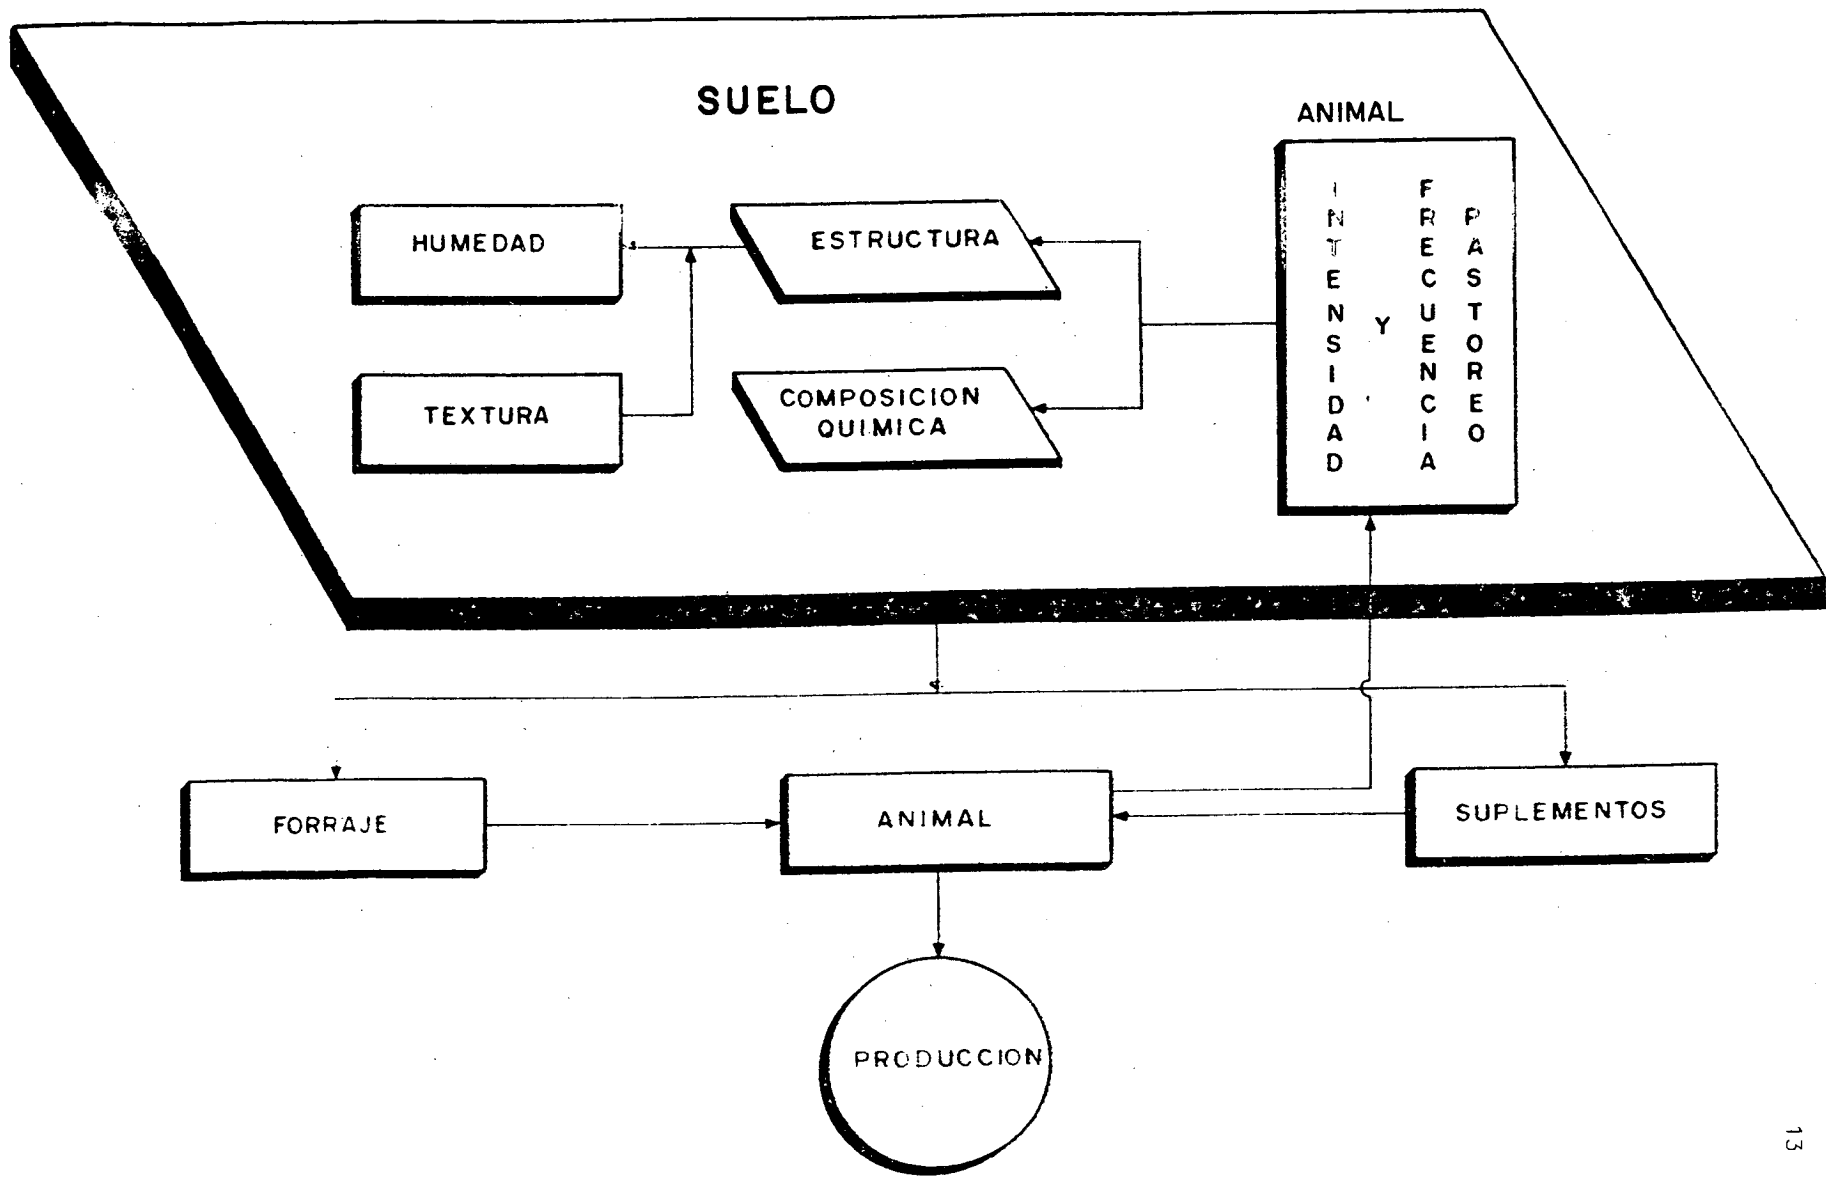 SUELO
ANIMAL
HUMEDAD
ESTRUCTURA
INTENSIDAD
Y
FRECUENCIA
PASTOREO
TEXTURA
COMPOSICION
QUIMICA
FORRAJE
ANIMAL
SUPLEMENTOS
PRODUCCION
13